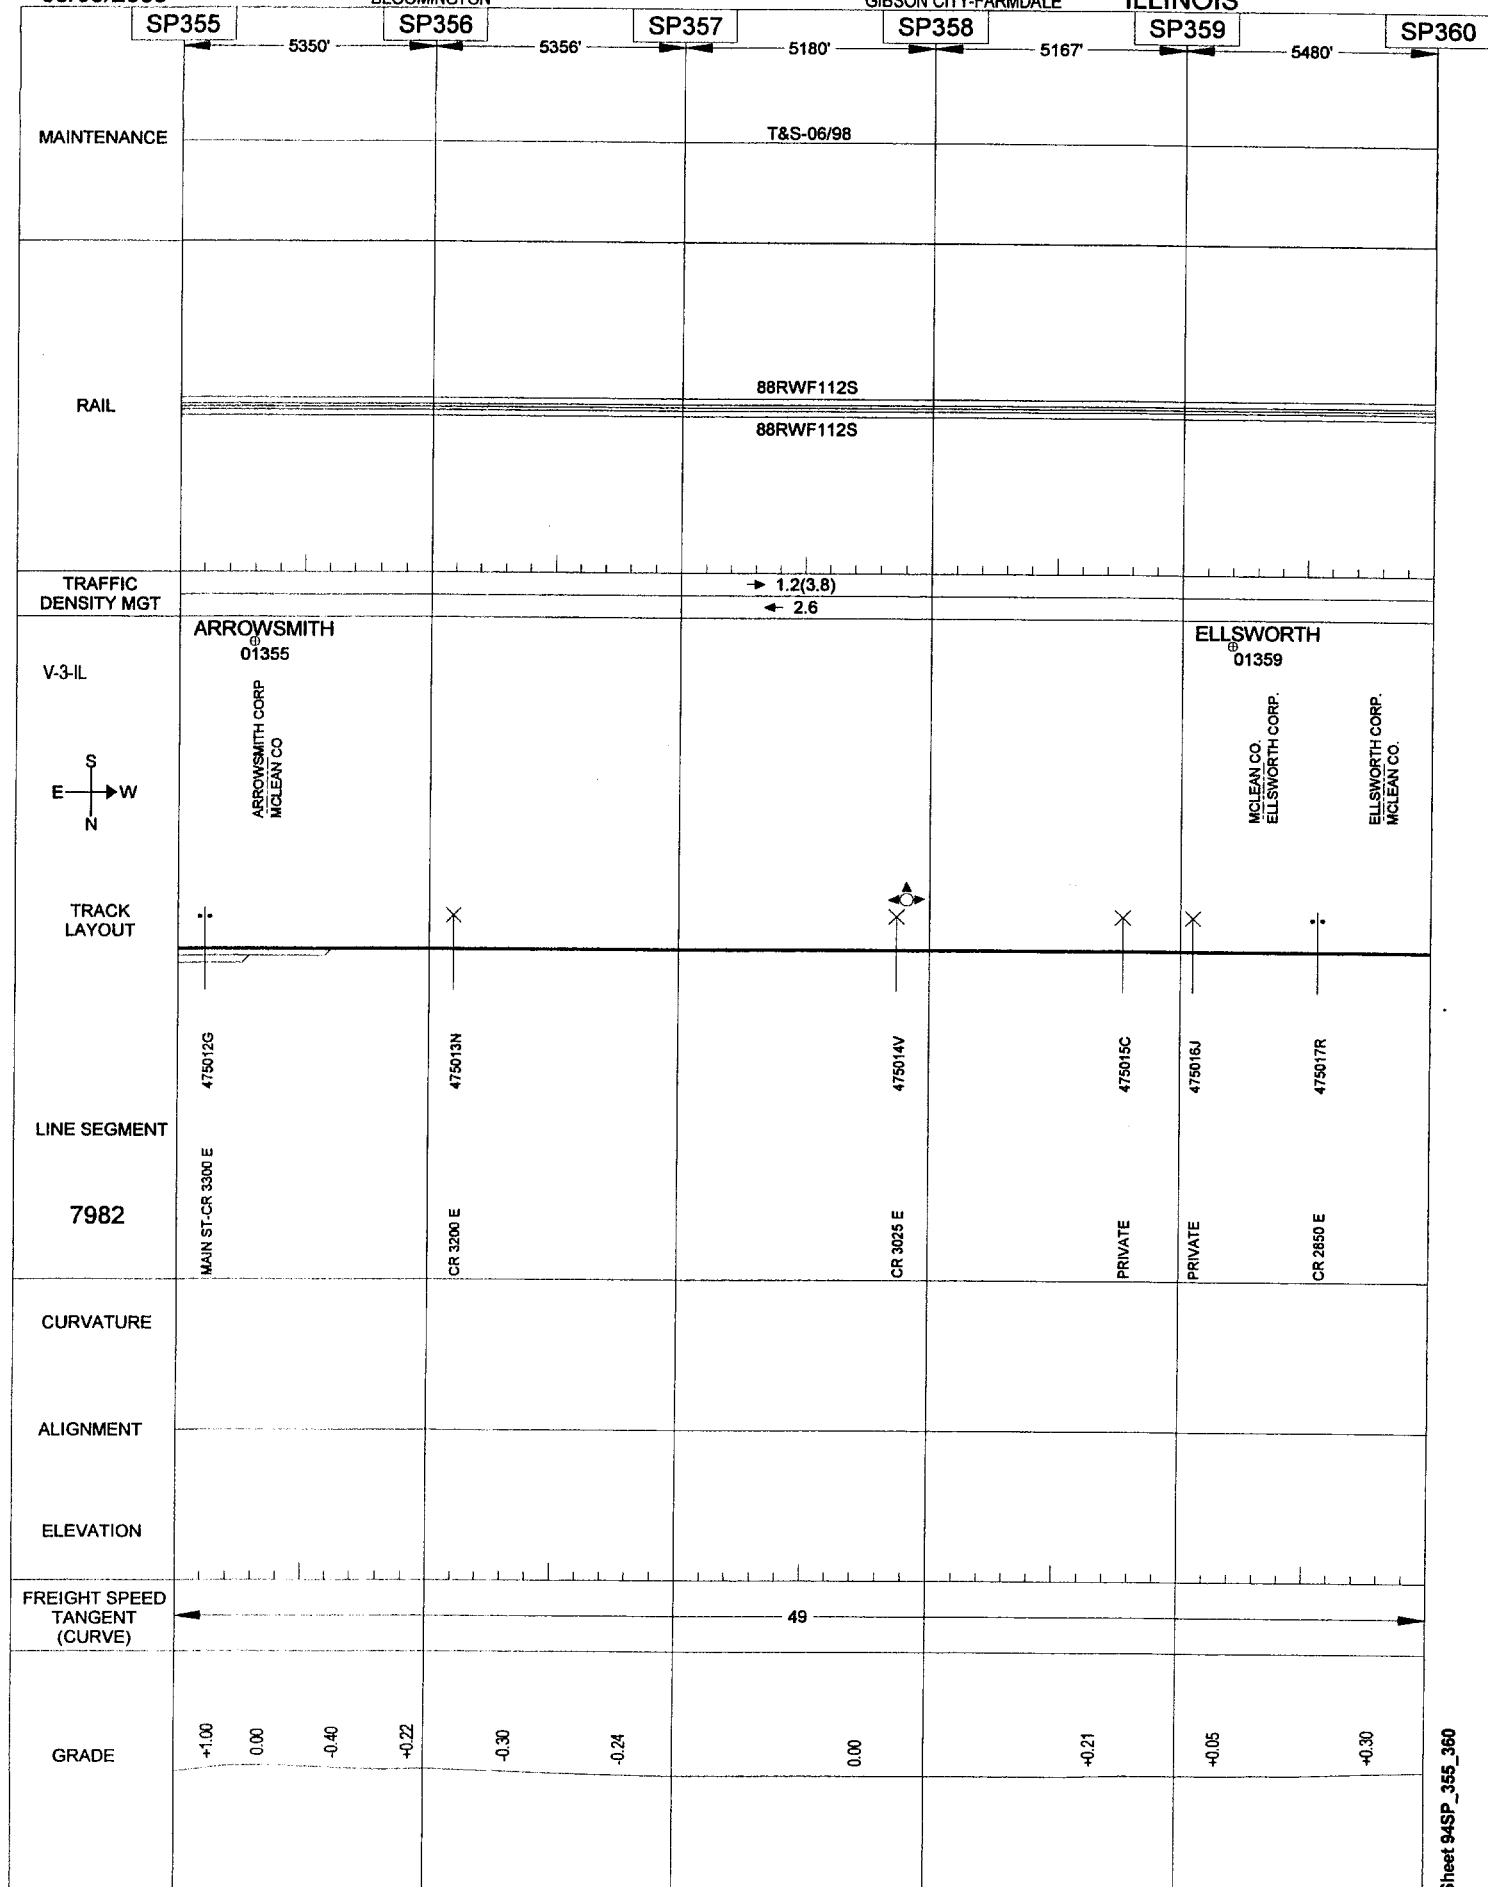 BLOOMINGTON
GIBSON CITY-FARMDALE
ILLINOIS
SP355
SP356
SP357
SP358
SP359
SP360
5350'
5356'
5180'
5167'
5480'
MAINTENANCE
T&S-06/98
RAIL
88RWF112S
88RWF112S
TRAFFIC
DENSITY MGT
1.2(3.8)
2.6
ARROWSMITH
01355
ELLSWORTH
01359
V-3-IL
ARROWSMITH CORP
MCLEAN CO
MCLEAN CO.
ELLSWORTH CORP.
ELLSWORTH CORP.
MCLEAN CO.
S
E
W
N
TRACK
LAYOUT
475012G
475013N
475014V
475015C
475016J
475017R
LINE SEGMENT
7982
MAIN ST-CR 3300 E
CR 3200 E
CR 3025 E
PRIVATE
PRIVATE
CR 2850 E
CURVATURE
ALIGNMENT
ELEVATION
FREIGHT SPEED
TANGENT
(CURVE)
49
GRADE
+1.00
0.00
-0.40
+0.22
-0.30
-0.24
0.00
+0.21
+0.05
+0.30
Sheet 94SP_355_360